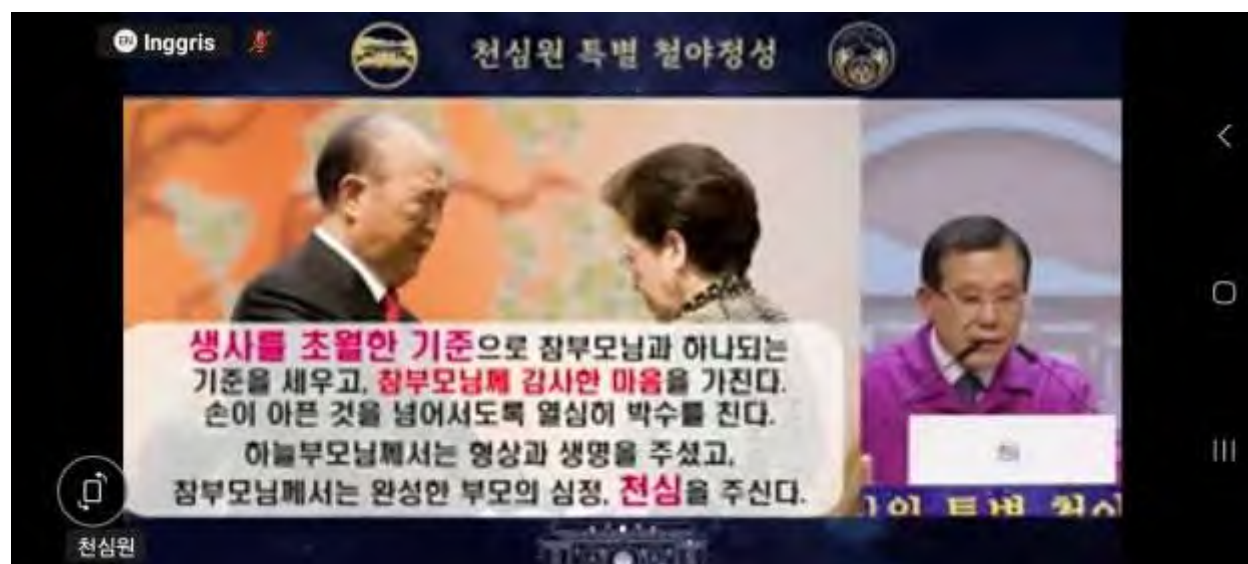 EN Inggris
천심원 특별 철야정성
생사를 초월한 기준으로 참부모님과 하나되는
기준을 세우고, 참부모님께 감사한 마음을 가진다.
손이 아픈 것을 넘어서도록 열심히 박수를 친다.
하늘부모님께서는 형상과 생명을 주셨고,
참부모님께서는 완성한 부모의 심정, 천심을 주신다.
특별 철
천심원